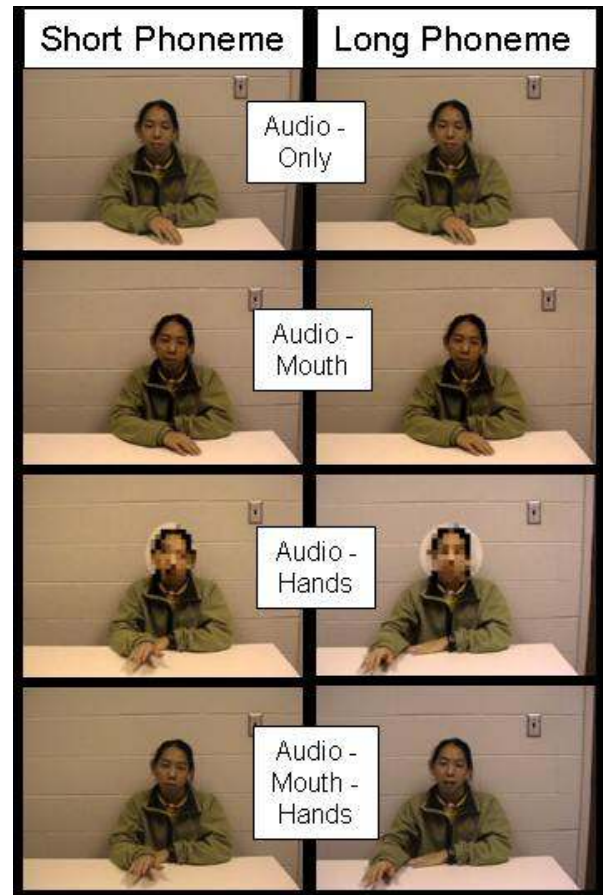 Short Phoneme
Long Phoneme
Audio -
Only
Audio -
Mouth
Audio -
Hands
Audio -
Mouth -
Hands